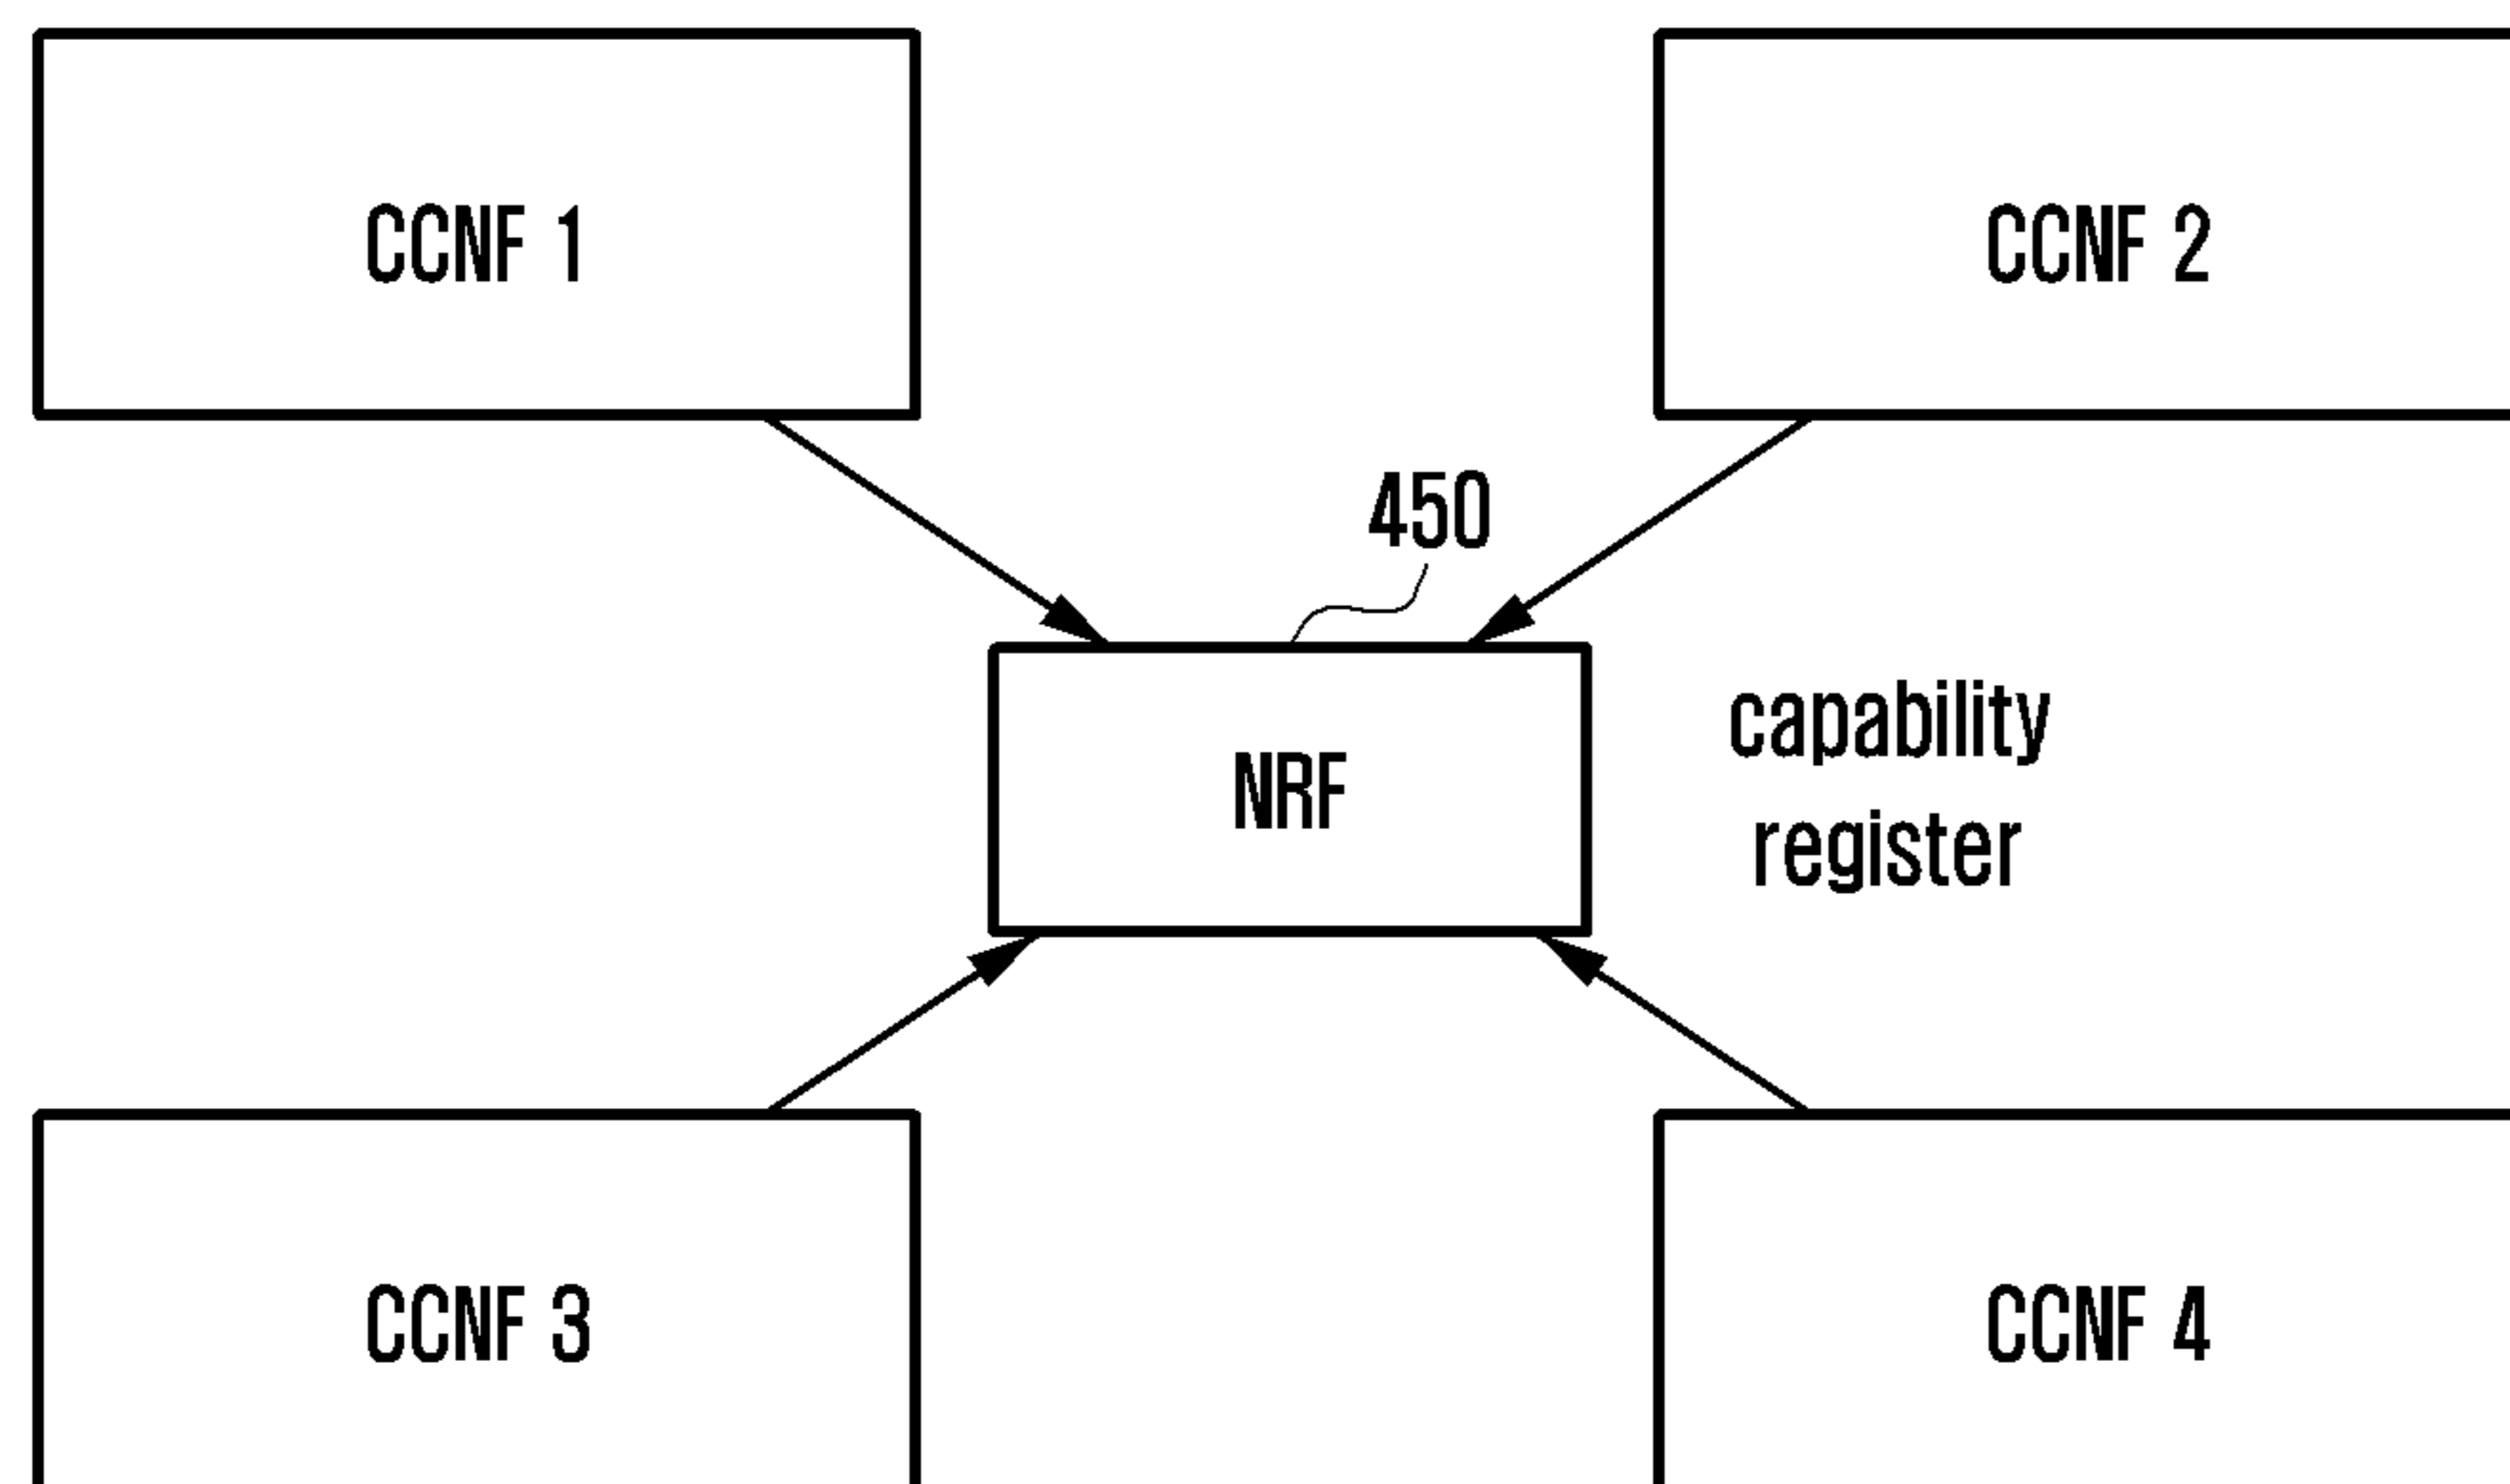 CCNF 1
CCNF 2
450
NRF
capability
register
CCNF 3
CCNF 4